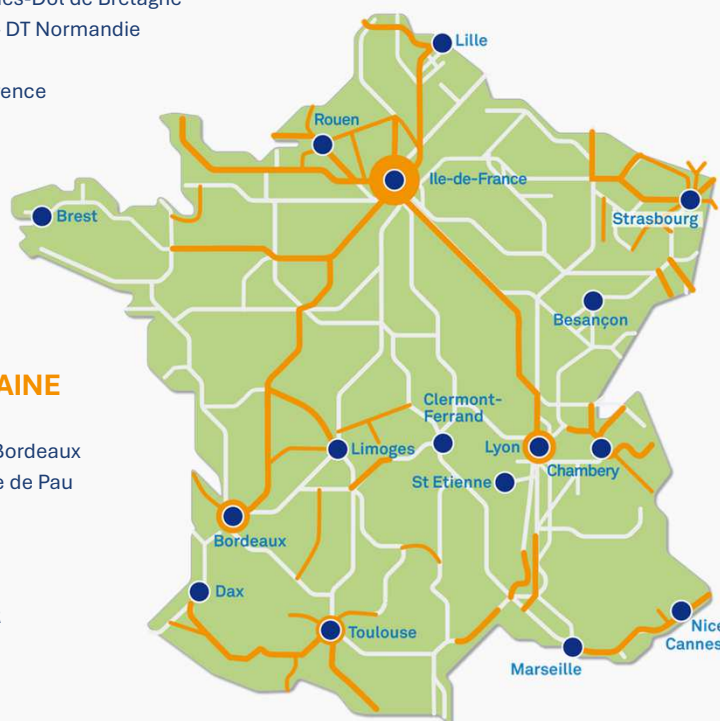 DT Normandie
AINE
Bordeaux
de Pau
Lille
Rouen
Ile-de-France
Brest
Strasbourg
Besançon
Clermont-
Ferrand
Limoges
Lyon
Chambery
St Etienne
Bordeaux
Dax
Toulouse
Nice
Cannes
Marseille